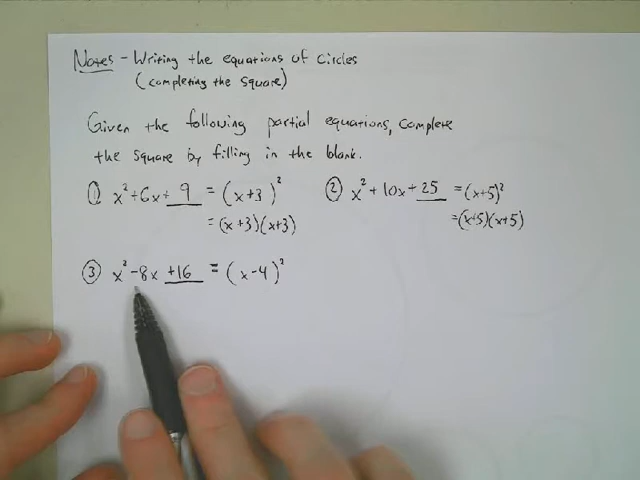 Notes - Writing the equations of circles
(completing the square)
Given the following partial equations, complete
the square by filling in the blank.
① x² + 6x + 9 = (x + 3)²
= (x + 3)(x + 3)
② x² + 10x + 25 = (x + 5)²
= (x + 5)(x + 5)
③ x² - 8x + 16 = (x - 4)²